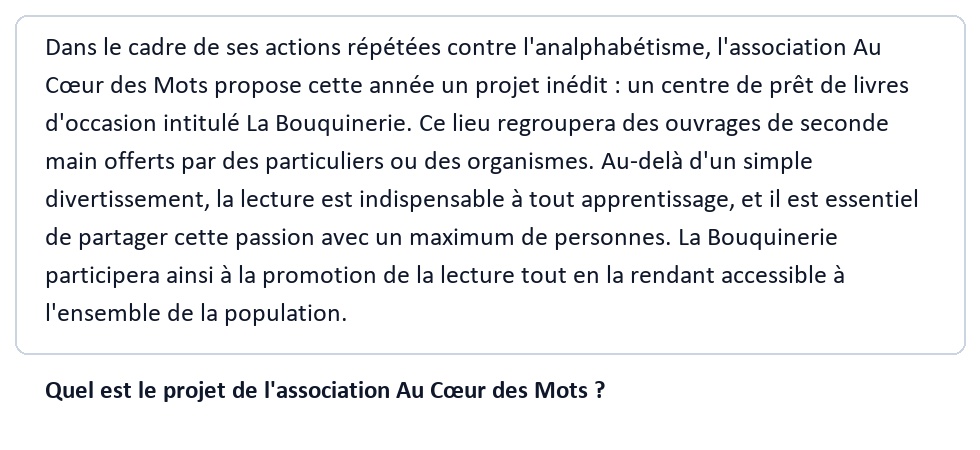 Dans le cadre de ses actions répétées contre l'analphabétisme, l'association Au
Cœur des Mots propose cette année un projet inédit : un centre de prêt de livres
d'occasion intitulé La Bouquinerie. Ce lieu regroupera des ouvrages de seconde
main offerts par des particuliers ou des organismes. Au-delà d'un simple
divertissement, la lecture est indispensable à tout apprentissage, et il est essentiel
de partager cette passion avec un maximum de personnes. La Bouquinerie
participera ainsi à la promotion de la lecture tout en la rendant accessible à
l'ensemble de la population.
Quel est le projet de l'association Au Cœur des Mots ?